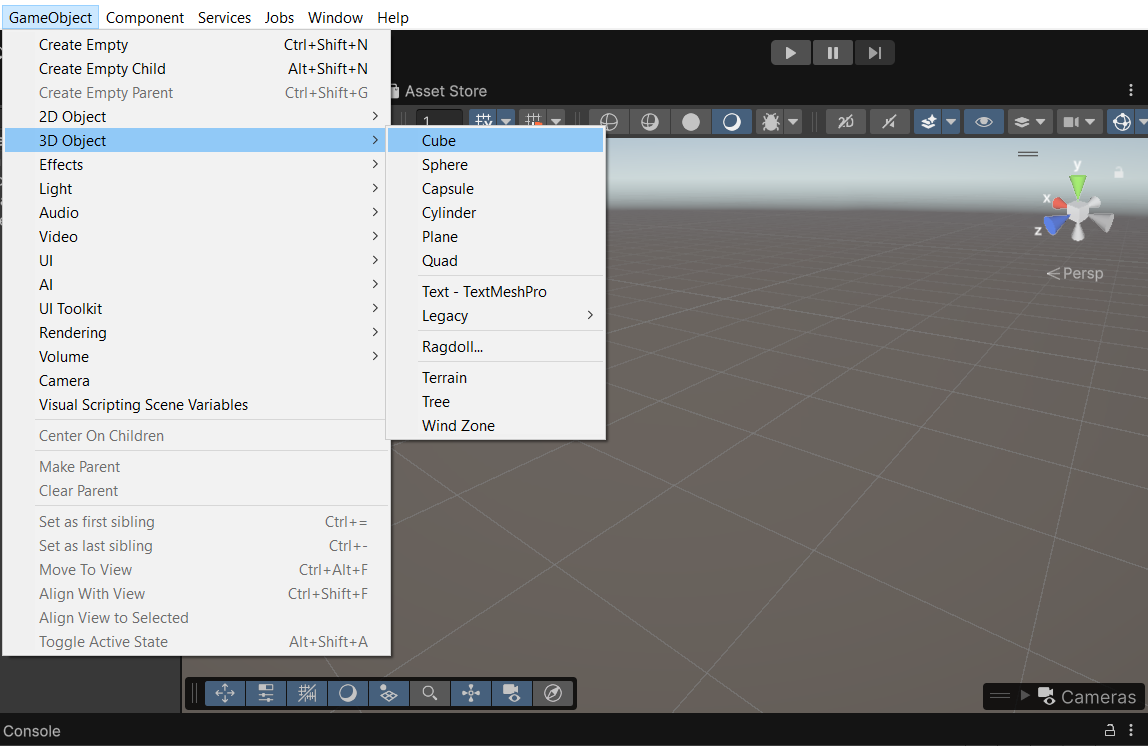 GameObject Component Services Jobs Window Help
Create Empty Ctrl+Shift+N
Create Empty Child Alt+Shift+N
Create Empty Parent Ctrl+Shift+G
2D Object
3D Object
Effects
Light
Audio
Video
UI
AI
UI Toolkit
Rendering
Volume
Camera
Visual Scripting Scene Variables
Center On Children
Make Parent
Clear Parent
Set as first sibling Ctrl+=
Set as last sibling Ctrl+-
Move To View Ctrl+Alt+F
Align With View Ctrl+Shift+F
Align View to Selected
Toggle Active State Alt+Shift+A
Cube
Sphere
Capsule
Cylinder
Plane
Quad
Text - TextMeshPro
Legacy
Ragdoll...
Terrain
Tree
Wind Zone
Asset Store
1
2D
y
x
z
Persp
Cameras
Console